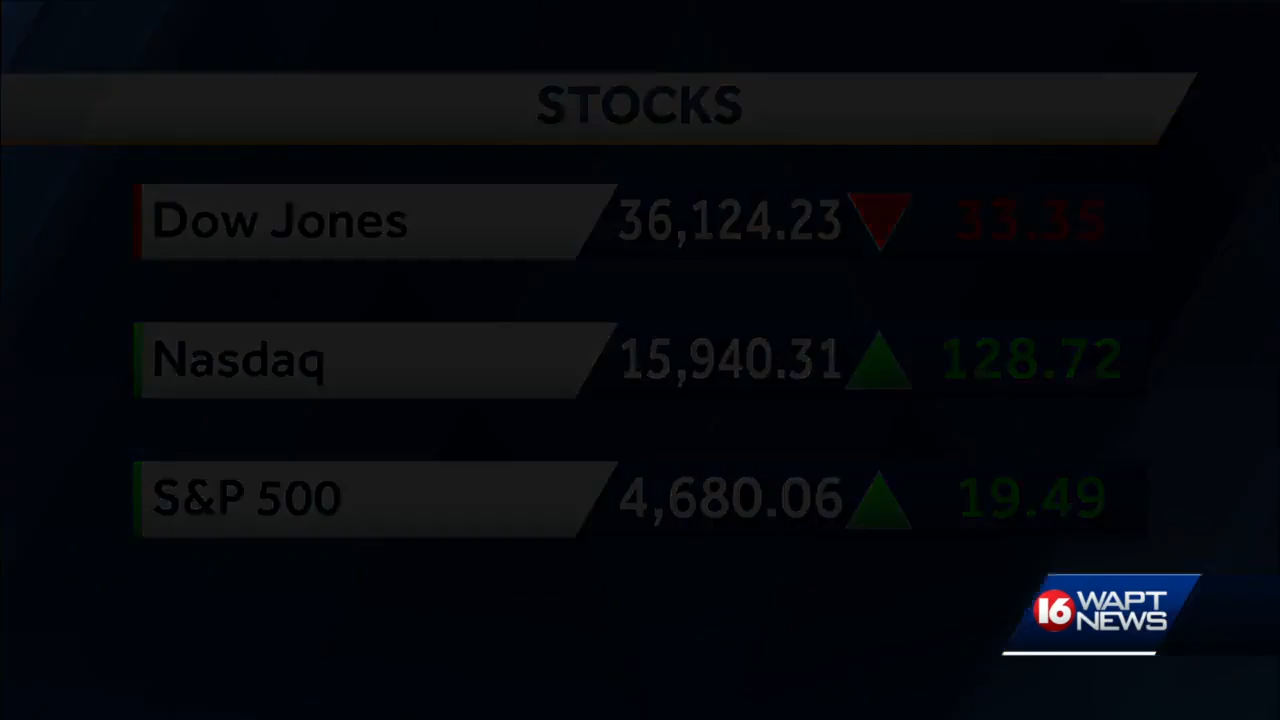 STOCKS
Dow Jones 36,124.23 33.35
Nasdaq 15,940.31 128.72
S&P 500 4,680.06 19.49
16 WAPT
NEWS